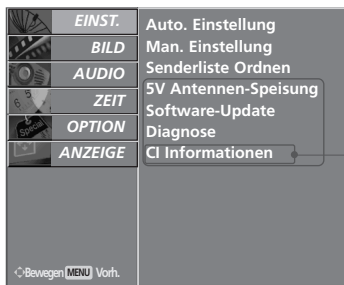 EINST.
BILD
AUDIO
ZEIT
OPTION
ANZEIGE
Auto. Einstellung
Man. Einstellung
Senderliste Ordnen
5V Antennen-Speisung
Software-Update
Diagnose
CI Informationen
Special
Bewegen MENU Vorh.